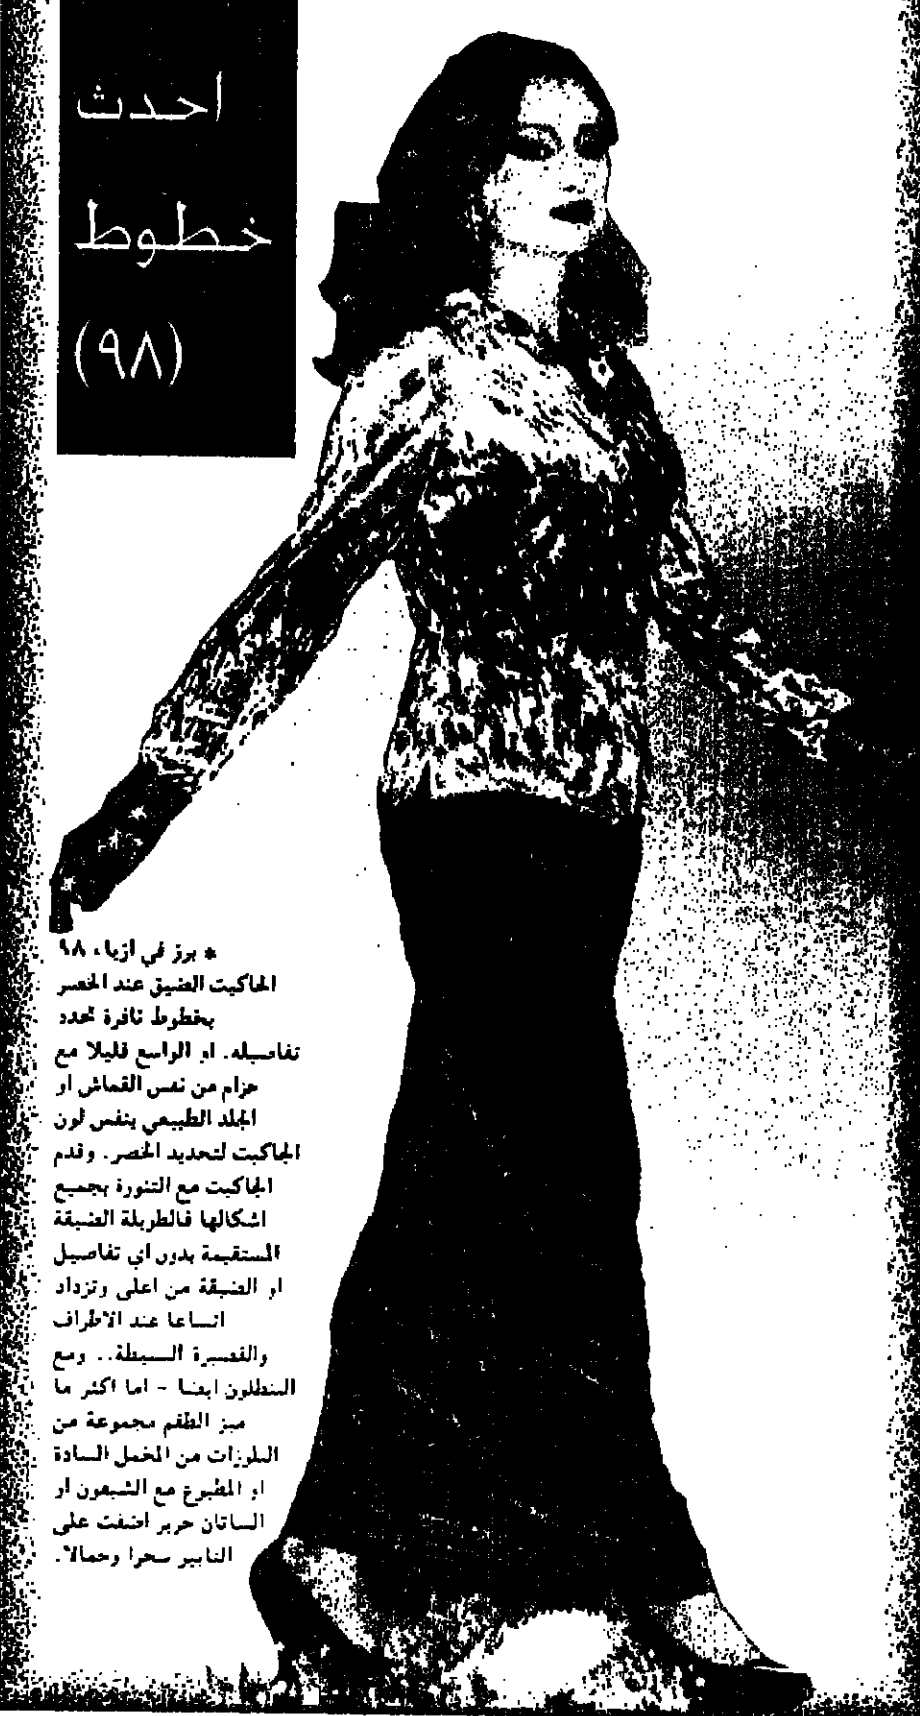 احدث
خطوط
(٩٨)
* برز في ازياء ٩٨
الجاكيت الضيق عند الخصر
بخطوط نافرة تحدد
تفاصيله. او الواسع قليلا مع
حزام من نفس القماش او
الجلد الطبيعي بنفس لون
الجاكيت لتحديد الخصر. وقدم
الجاكيت مع التنورة بجميع
اشكالها فالطويلة الضيقة
المستقيمة بدون اي تفاصيل
او الضيقة من اعلى وتزداد
اتساعا عند الاطراف
والقصيرة البسيطة.. ومع
البنطلون ايضا - اما اكثر ما
ميز الطقم مجموعة من
البلوزات من المخمل السادة
او المطبوع مع الشيفون او
الساتان حرير اضفت على
التايير سحرا وجمالا.